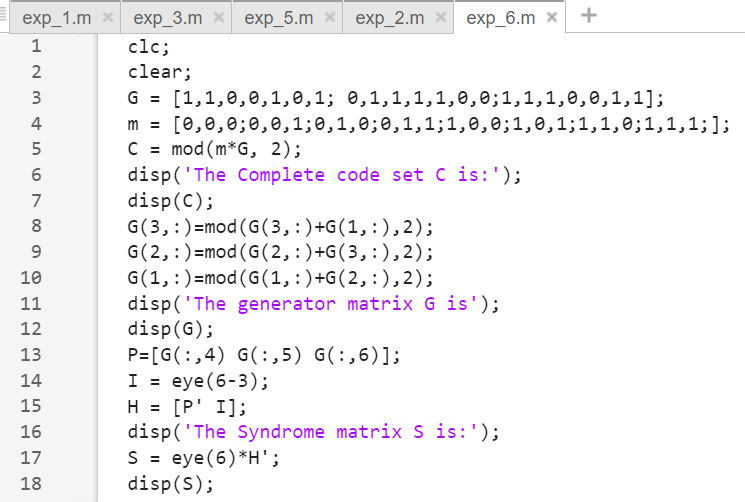 exp_1.m × exp_3.m × exp_5.m × exp_2.m × exp_6.m × +
1 clc;
2 clear;
3 G = [1,1,0,0,1,0,1; 0,1,1,1,1,0,0;1,1,1,0,0,1,1];
4 m = [0,0,0;0,0,1;0,1,0;0,1,1;1,0,0;1,0,1;1,1,0;1,1,1;];
5 C = mod(m*G, 2);
6 disp('The Complete code set C is:');
7 disp(C);
8 G(3,:)=mod(G(3,:)+G(1,:),2);
9 G(2,:)=mod(G(2,:)+G(3,:),2);
10 G(1,:)=mod(G(1,:)+G(2,:),2);
11 disp('The generator matrix G is');
12 disp(G);
13 P=[G(:,4) G(:,5) G(:,6)];
14 I = eye(6-3);
15 H = [P' I];
16 disp('The Syndrome matrix S is:');
17 S = eye(6)*H';
18 disp(S);